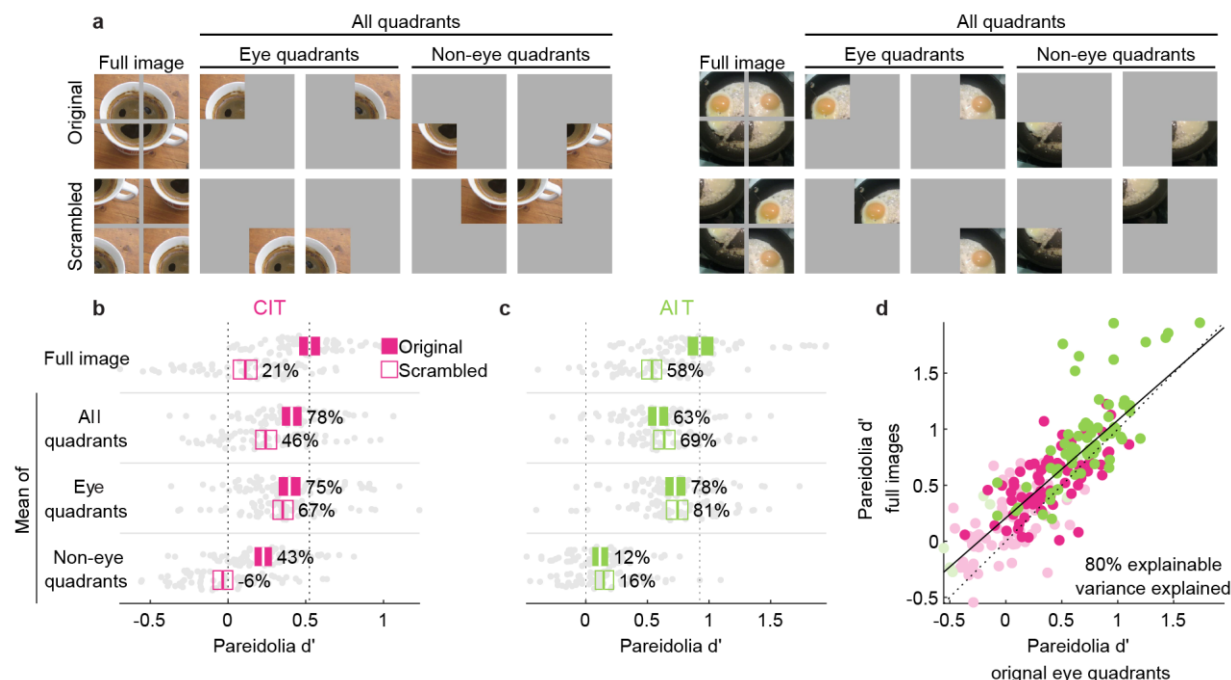 a
All quadrants
All quadrants
Full image
Eye quadrants
Non-eye quadrants
Full image
Eye quadrants
Non-eye quadrants
Original
Scrambled
b
CIT
c
AIT
d
Full image
Original
Scrambled
21%
58%
Mean of
All
quadrants
78%
46%
63%
69%
Eye
quadrants
75%
67%
78%
81%
Non-eye
quadrants
43%
-6%
12%
16%
-0.5
0
0.5
1
Pareidolia d'
0
0.5
1
1.5
Pareidolia d'
Pareidolia d'
full images
1.5
1
0.5
0
-0.5
80% explainable
variance explained
-0.5
0
0.5
1
1.5
Pareidolia d'
orignal eye quadrants